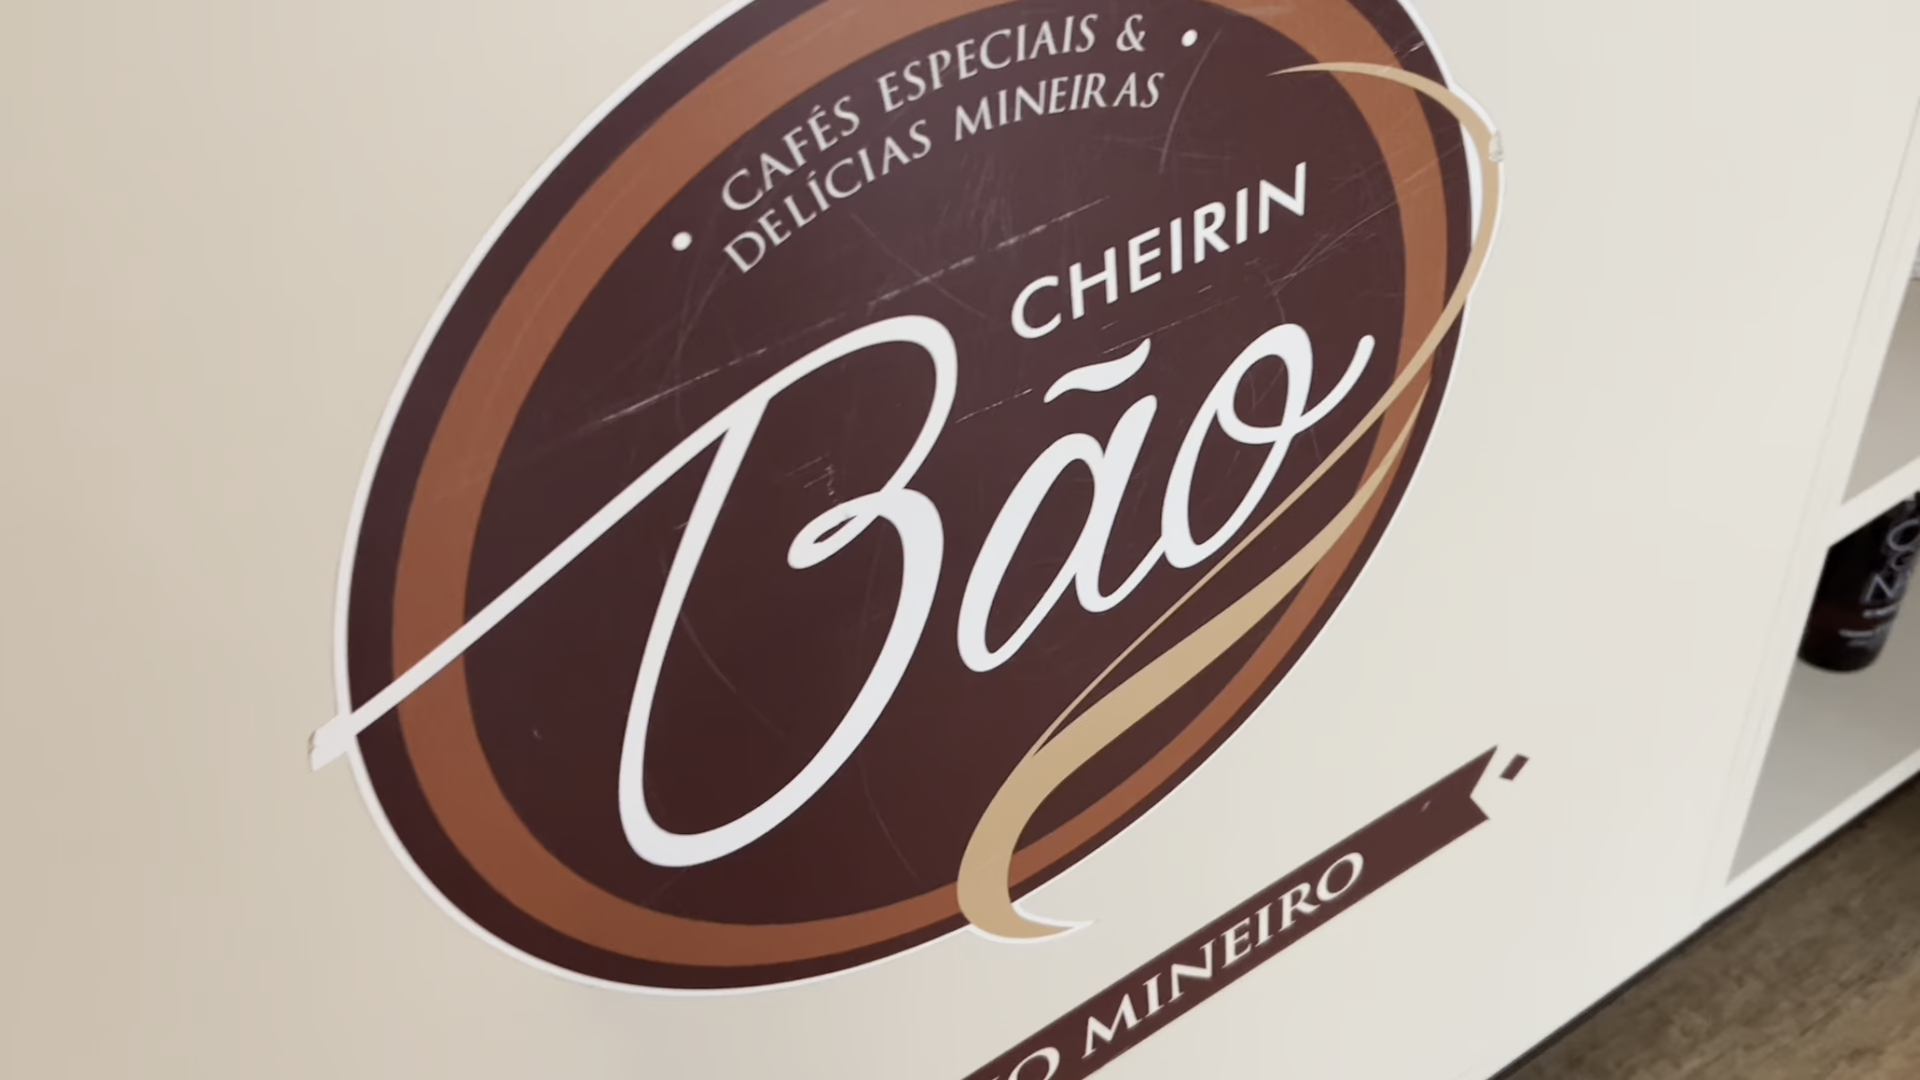 CAFÉS ESPECIAIS &
DELÍCIAS MINEIRAS
CHEIRIN
Bão
MINEIRO